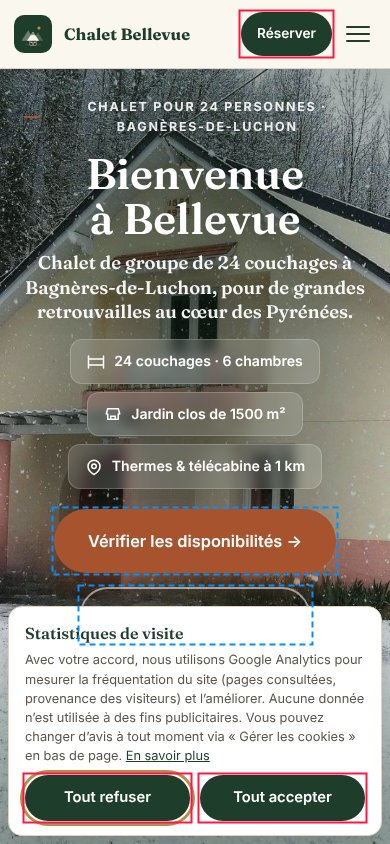 Chalet Bellevue
Réserver
CHALET POUR 24 PERSONNES ·
BAGNÈRES-DE-LUCHON
Bienvenue
à Bellevue
Chalet de groupe de 24 couchages à
Bagnères-de-Luchon, pour de grandes
retrouvailles au cœur des Pyrénées.
24 couchages · 6 chambres
Jardin clos de 1500 m²
Thermes & télécabine à 1 km
Vérifier les disponibilités →
Statistiques de visite
Avec votre accord, nous utilisons Google Analytics pour
mesurer la fréquentation du site (pages consultées,
provenance des visiteurs) et l’améliorer. Aucune donnée
n’est utilisée à des fins publicitaires. Vous pouvez
changer d’avis à tout moment via « Gérer les cookies »
en bas de page. En savoir plus
Tout refuser
Tout accepter